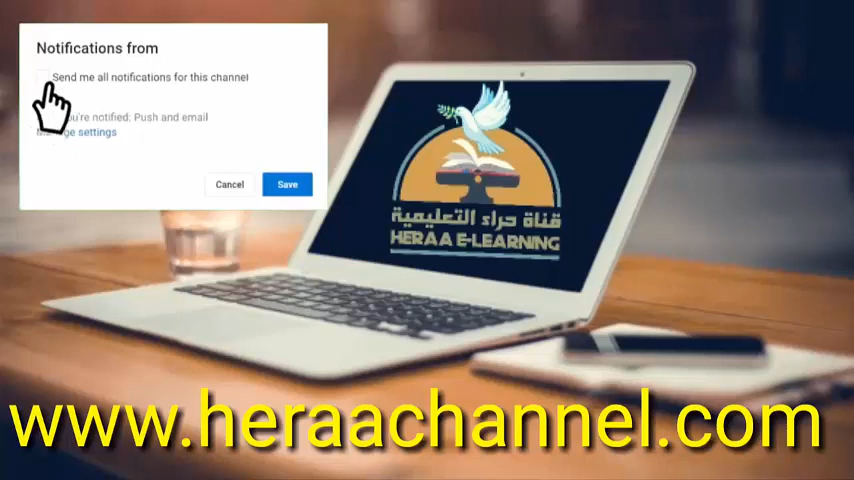 Notifications from
Send me all notifications for this channel
You're notified: Push and email
Manage settings
Cancel
Save
قناة حراء التعليمية
HERAA E-LEARNING
www.heraachannel.com